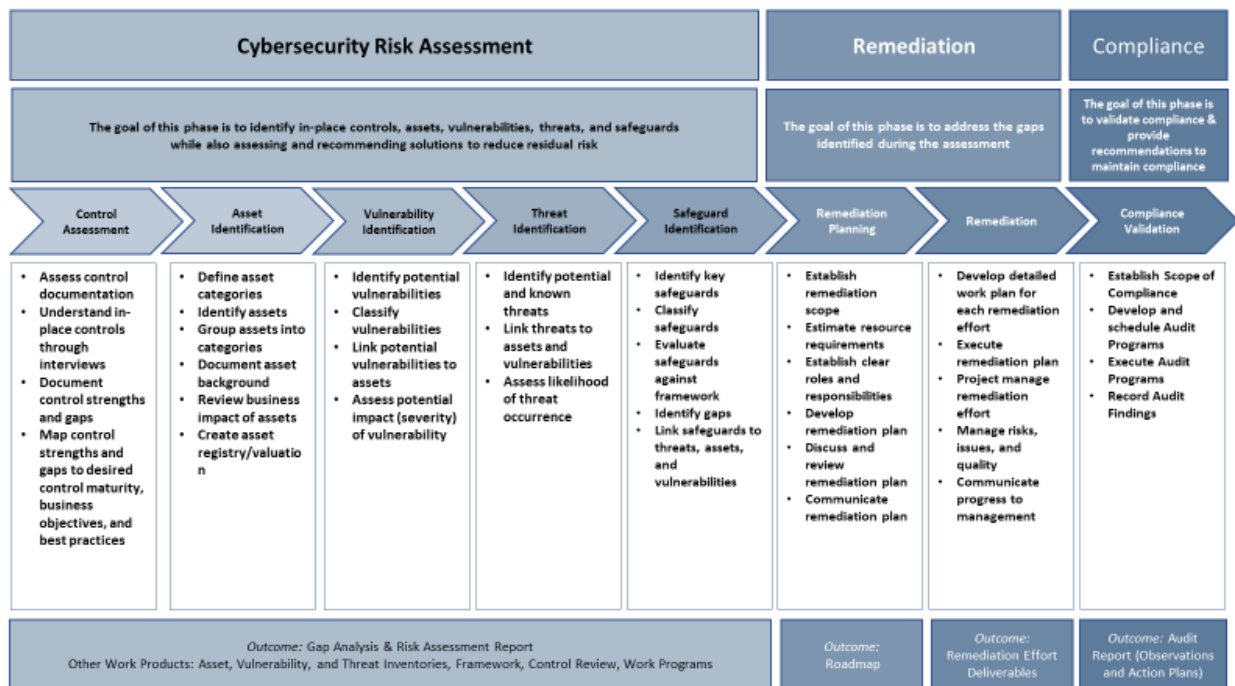 Cybersecurity Risk Assessment
Remediation
Compliance
The goal of this phase is to identify in-place controls, assets, vulnerabilities, threats, and safeguards
while also assessing and recommending solutions to reduce residual risk
The goal of this phase is to address the gaps
identified during the assessment
The goal of this phase is
to validate compliance &
provide
recommendations to
maintain compliance
Control
Assessment
Asset
Identification
Vulnerability
Identification
Threat
Identification
Safeguard
Identification
Remediation
Planning
Remediation
Compliance
Validation
• Assess control
documentation
• Understand in-
place controls
through
interviews
• Document
control strengths
and gaps
• Map control
strengths and
gaps to desired
control maturity,
business
objectives, and
best practices
• Define asset
categories
• Identify assets
• Group assets into
categories
• Document asset
background
• Review business
impact of assets
• Create asset
registry/valuatio
n
• Identify potential
vulnerabilities
• Classify
vulnerabilities
• Link potential
vulnerabilities to
assets
• Assess potential
impact (severity)
of vulnerability
• Identify potential
and known
threats
• Link threats to
assets and
vulnerabilities
• Assess likelihood
of threat
occurrence
• Identify key
safeguards
• Classify
safeguards
• Evaluate
safeguards
against
framework
• Identify gaps
• Link safeguards to
threats, assets,
and
vulnerabilities
• Establish
remediation
scope
• Estimate resource
requirements
• Establish clear
roles and
responsibilities
• Develop
remediation plan
• Discuss and
review
remediation plan
• Communicate
remediation plan
• Develop detailed
work plan for
each remediation
effort
• Execute
remediation plan
• Project manage
remediation
effort
• Manage risks,
issues, and
quality
• Communicate
progress to
management
• Establish Scope of
Compliance
• Develop and
schedule Audit
Programs
• Execute Audit
Programs
• Record Audit
Findings
Outcome: Gap Analysis & Risk Assessment Report
Other Work Products: Asset, Vulnerability, and Threat Inventories, Framework, Control Review, Work Programs
Outcome:
Roadmap
Outcome:
Remediation Effort
Deliverables
Outcome: Audit
Report (Observations
and Action Plans)